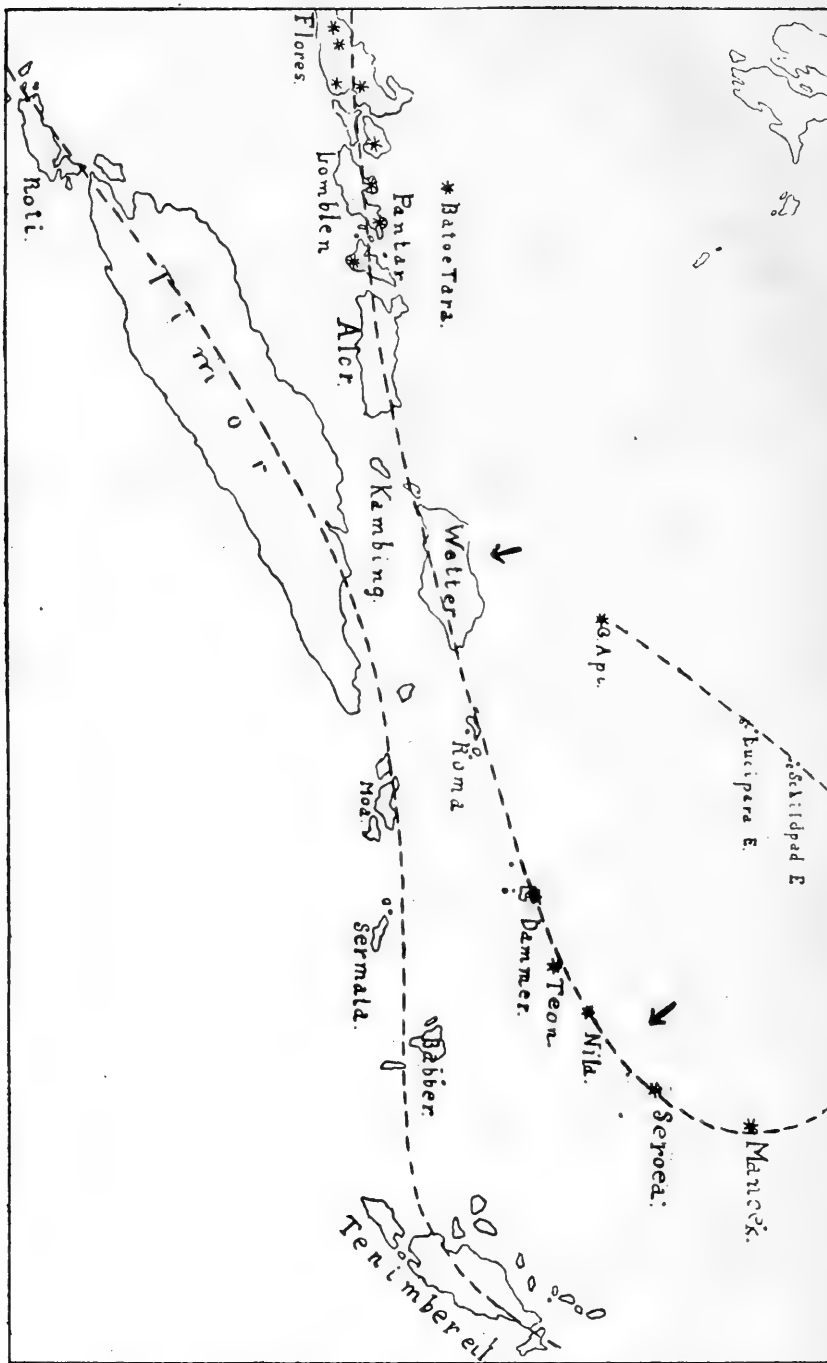 Flores.
Lomblen
Pantar
* Batoe Tara.
Alor.
Roti.
Timor
Kambing.
Wetter
Roma
G. Api.
Lucipara E.
Schildpad E
Moa.
Sermata.
Dammer.
Teon.
Nila.
Seroea.
Manoek.
Babber.
Tenimber eil